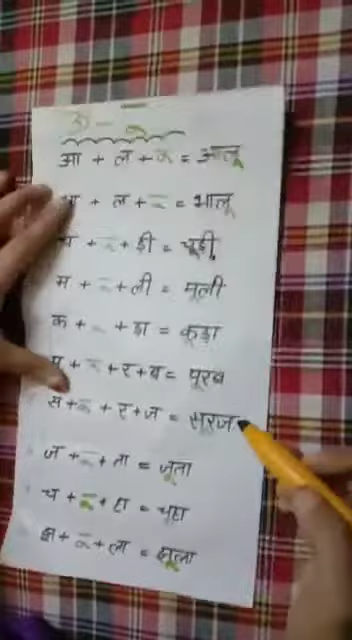 ऊ - ू
आ + ल + ू = आलू
भा + ल + ू = भालू
च + ू + ड़ी = चूड़ी
म + ू + ली = मूली
क + ू + ड़ा = कूड़ा
प + ू + र + ब = पूरब
स + ू + र + ज = सूरज
ज + ू + ता = जूता
च + ू + हा = चूहा
झ + ू + ला = झूला